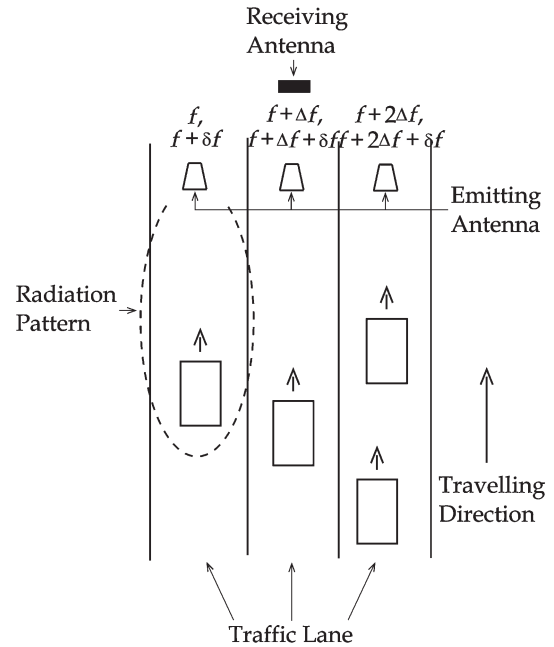 Receiving
Antenna
f,
f + δf
f + Δf,
f + Δf + δf
f + 2Δf,
f + 2Δf + δf
Emitting
Antenna
Radiation
Pattern
Travelling
Direction
Traffic Lane